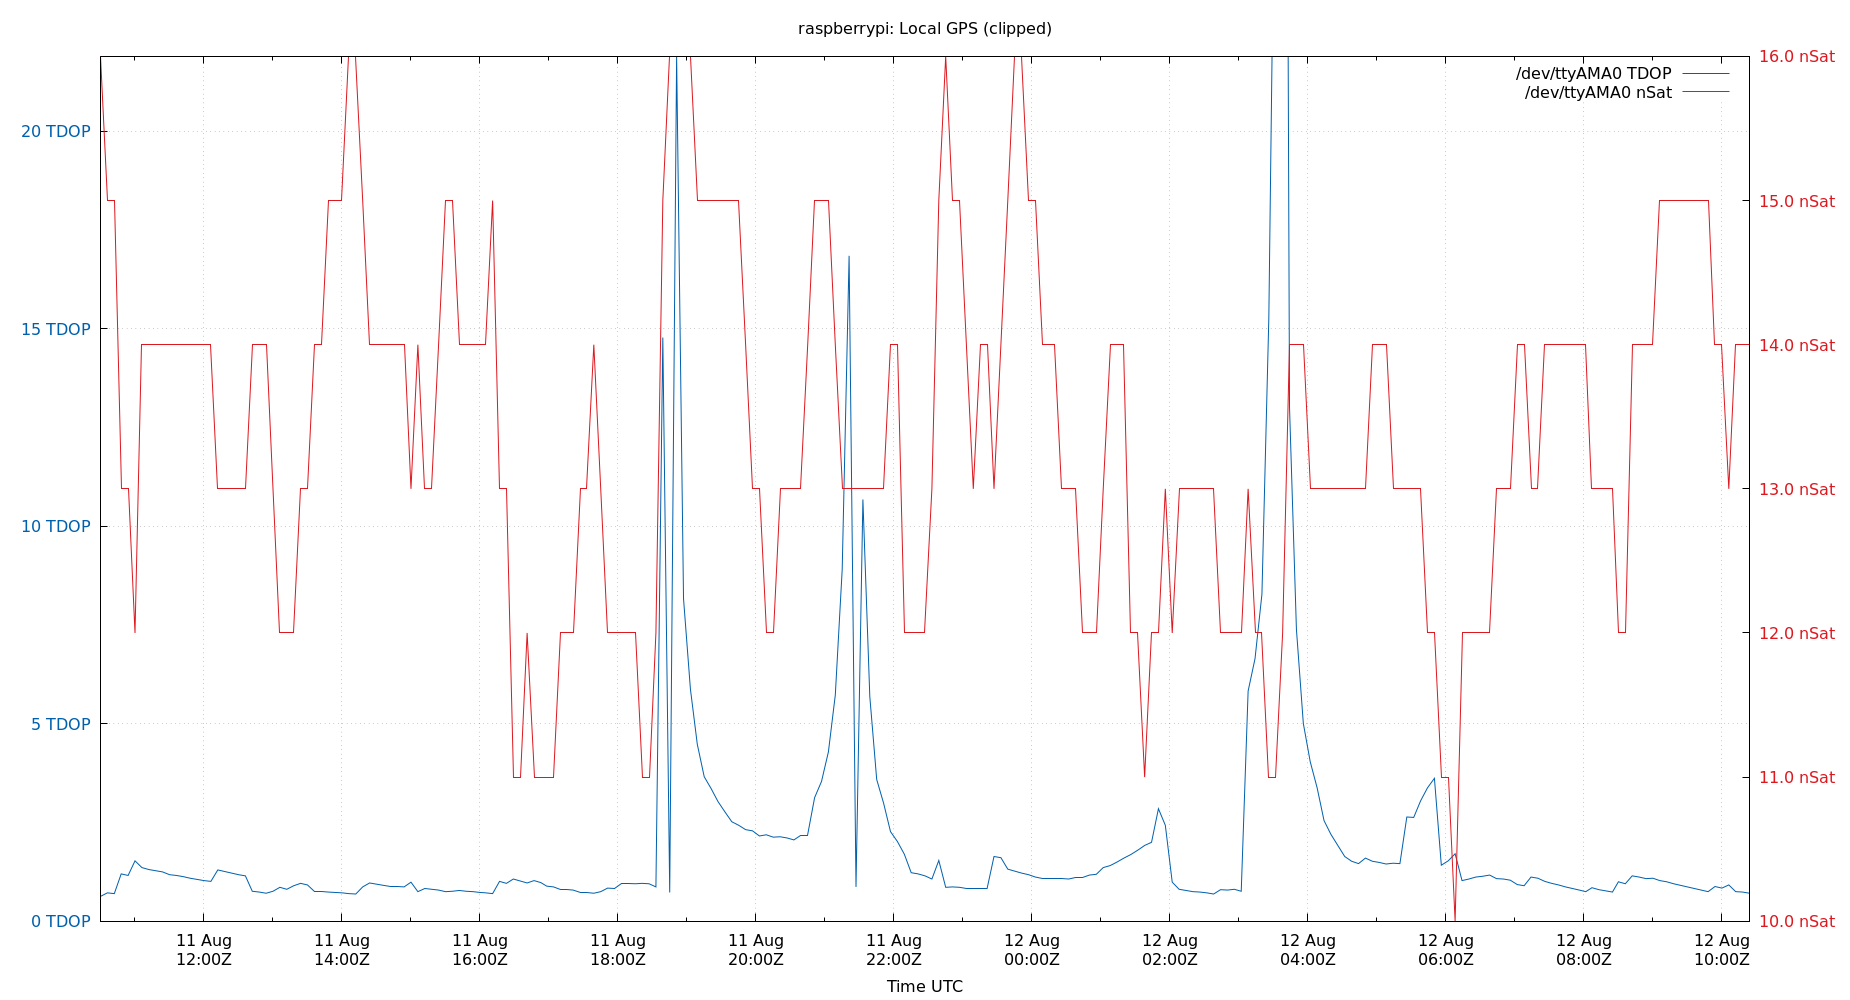 raspberrypi: Local GPS (clipped)
/dev/ttyAMA0 TDOP
/dev/ttyAMA0 nSat
20 TDOP
15 TDOP
10 TDOP
5 TDOP
0 TDOP
16.0 nSat
15.0 nSat
14.0 nSat
13.0 nSat
12.0 nSat
11.0 nSat
10.0 nSat
11 Aug 11 Aug 11 Aug 11 Aug 11 Aug 11 Aug 12 Aug 12 Aug 12 Aug 12 Aug 12 Aug 12 Aug
12:00Z 14:00Z 16:00Z 18:00Z 20:00Z 22:00Z 00:00Z 02:00Z 04:00Z 06:00Z 08:00Z 10:00Z
Time UTC